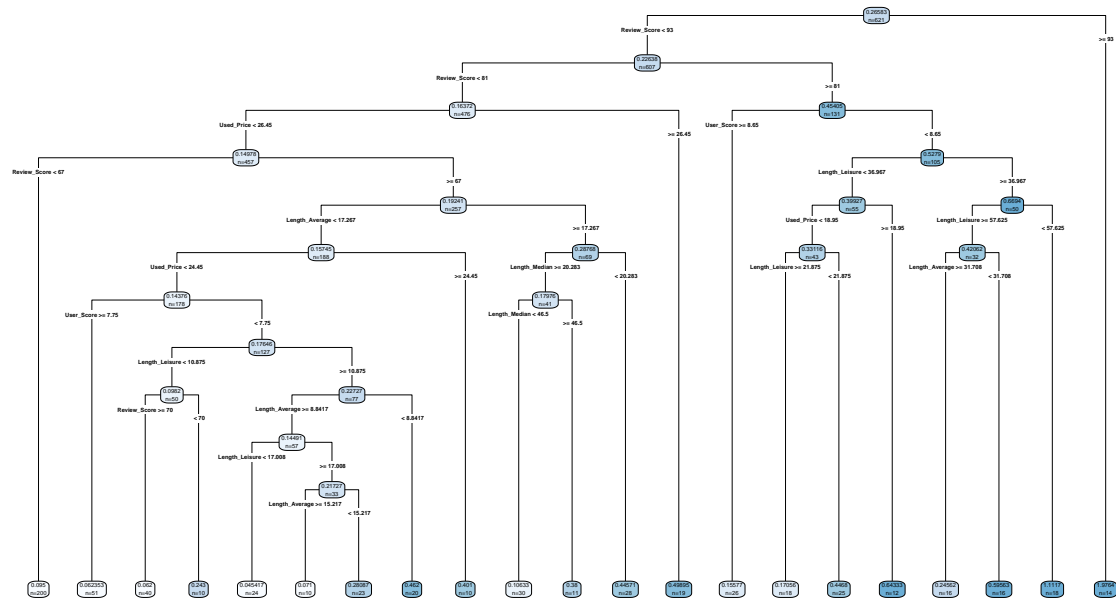 0.26583
n=621
Review_Score < 93
>= 93
0.22638
n=607
Review_Score < 81
>= 81
0.16372
n=476
0.45405
n=131
Used_Price < 26.45
>= 26.45
User_Score >= 8.65
< 8.65
0.14978
n=457
0.5279
n=105
Review_Score < 67
>= 67
Length_Leisure < 36.967
>= 36.967
0.19241
n=257
0.39927
n=55
0.6694
n=50
Length_Average < 17.267
>= 17.267
Used_Price < 18.95
>= 18.95
Length_Leisure >= 57.625
< 57.625
0.15745
n=188
0.28768
n=69
0.33116
n=43
0.42062
n=32
Used_Price < 24.45
>= 24.45
Length_Median >= 20.283
< 20.283
Length_Leisure >= 21.875
< 21.875
Length_Average >= 31.708
< 31.708
0.14376
n=178
0.17976
n=41
User_Score >= 7.75
< 7.75
Length_Median < 46.5
>= 46.5
0.17646
n=127
Length_Leisure < 10.875
>= 10.875
0.0982
n=50
0.22727
n=77
Review_Score >= 70
< 70
Length_Average >= 8.8417
< 8.8417
0.14491
n=57
Length_Leisure < 17.008
>= 17.008
0.21727
n=33
Length_Average >= 15.217
< 15.217
0.095
n=200
0.062353
n=51
0.062
n=40
0.243
n=10
0.045417
n=24
0.071
n=10
0.28087
n=23
0.462
n=20
0.401
n=10
0.10633
n=30
0.38
n=11
0.44571
n=28
0.49895
n=19
0.15577
n=26
0.17056
n=18
0.4468
n=25
0.64333
n=12
0.24562
n=16
0.59563
n=16
1.1117
n=18
1.9764
n=14